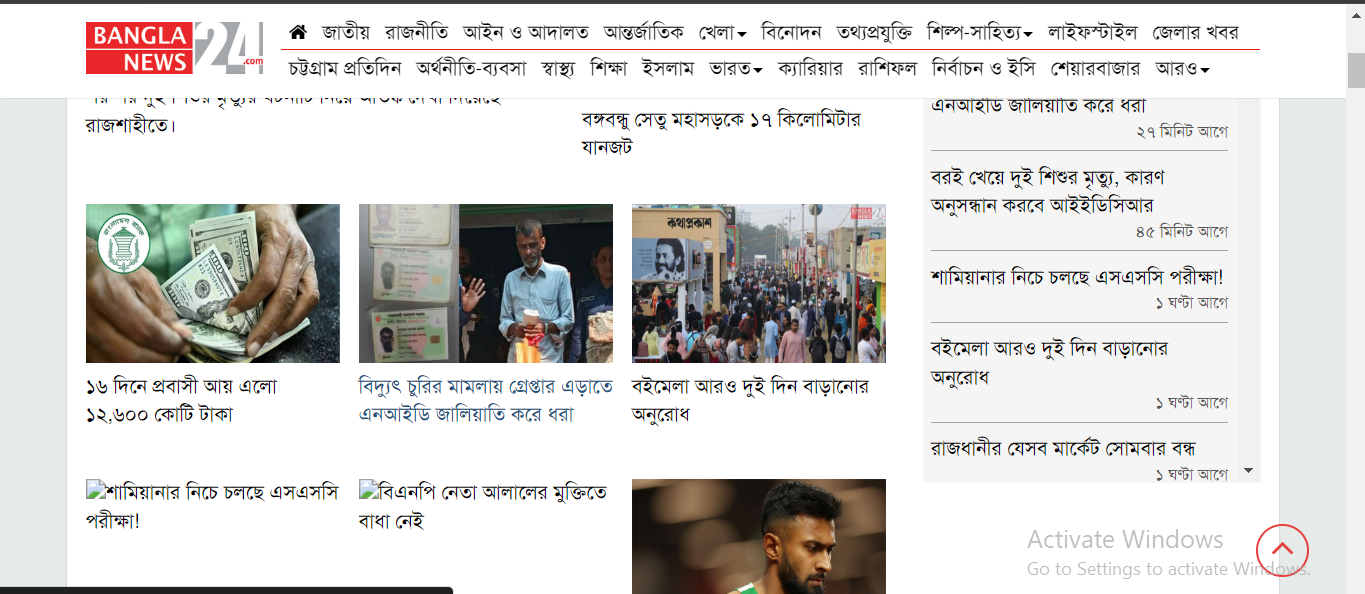 BANGLA
NEWS
24
.com
জাতীয় রাজনীতি আইন ও আদালত আন্তর্জাতিক খেলা বিনোদন তথ্যপ্রযুক্তি শিল্প-সাহিত্য লাইফস্টাইল জেলার খবর
চট্টগ্রাম প্রতিদিন অর্থনীতি-ব্যবসা স্বাস্থ্য শিক্ষা ইসলাম ভারত ক্যারিয়ার রাশিফল নির্বাচন ও ইসি শেয়ারবাজার আরও
রাজশাহীতে।
বঙ্গবন্ধু সেতু মহাসড়কে ১৭ কিলোমিটার
যানজট
কথাপ্রকাশ
১৬ দিনে প্রবাসী আয় এলো
১২,৬০০ কোটি টাকা
বিদ্যুৎ চুরির মামলায় গ্রেপ্তার এড়াতে
এনআইডি জালিয়াতি করে ধরা
বইমেলা আরও দুই দিন বাড়ানোর
অনুরোধ
শামিয়ানার নিচে চলছে এসএসসি
পরীক্ষা!
বিএনপি নেতা আলালের মুক্তিতে
বাধা নেই
এনআইডি জালিয়াতি করে ধরা
২৭ মিনিট আগে
বরই খেয়ে দুই শিশুর মৃত্যু, কারণ
অনুসন্ধান করবে আইইডিসিআর
৪৫ মিনিট আগে
শামিয়ানার নিচে চলছে এসএসসি পরীক্ষা!
১ ঘণ্টা আগে
বইমেলা আরও দুই দিন বাড়ানোর
অনুরোধ
১ ঘণ্টা আগে
রাজধানীর যেসব মার্কেট সোমবার বন্ধ
১ ঘণ্টা আগে
Activate Windows
Go to Settings to activate Windows.